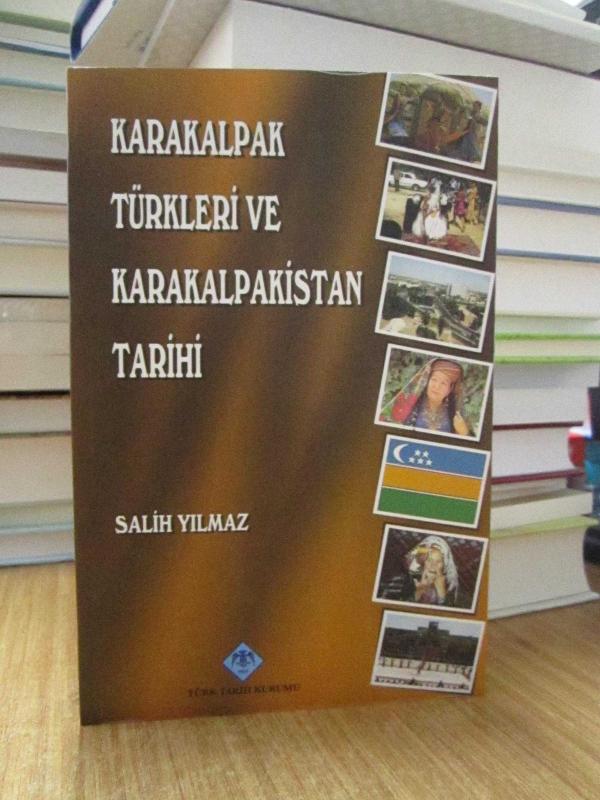 KARAKALPAK
TÜRKLERİ VE
KARAKALPAKİSTAN
TARİHİ
SALİH YILMAZ
TÜRK TARİH KURUMU